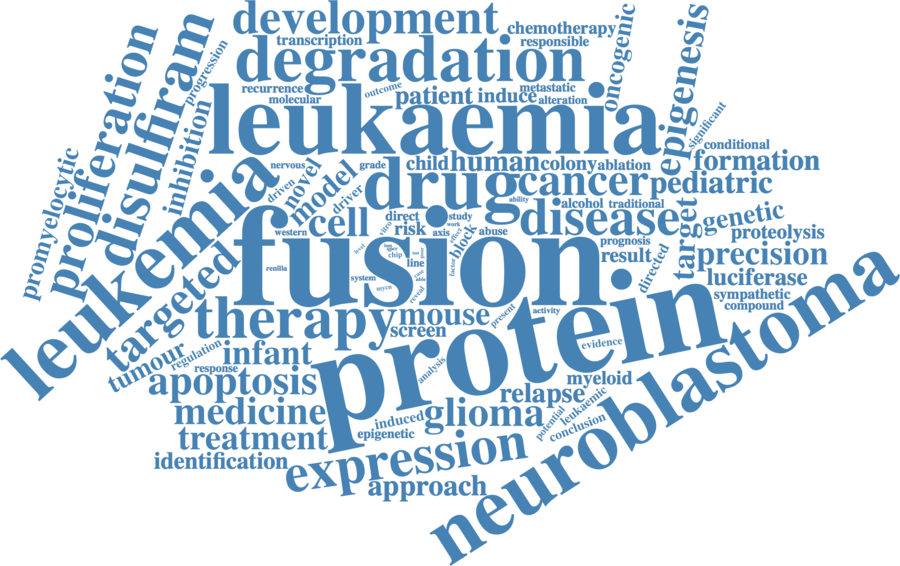 development
chemotherapy
oncogenic
epigenesis
transcription
responsible
degradation
recurrence
molecular
outcome
patient
induce
metastatic
alteration
proliferation
disulfiram
progression
inhibition
promyelocytic
leukaemia
significant
conditional
formation
nervous
grade
child
human
colony
ablation
novel
model
driven
driver
drug
cancer
pediatric
ability
alcohol
traditional
leukemia
western
cell
direct
study
risk
axis
work
effect
block
abuse
disease
target
genetic
proteolysis
prognosis
result
precision
directed
luciferase
fusion
renilla
vitro
level
chip
line
factor
system
mycn
reveal
sympathetic
compound
targeted
therapy
mouse
screen
present
activity
protein
neuroblastoma
tumour
regulation
infant
response
analysis
evidence
apoptosis
myeloid
relapse
medicine
induced
glioma
potential
leukaemic
conclusion
treatment
epigenetic
identification
expression
approach